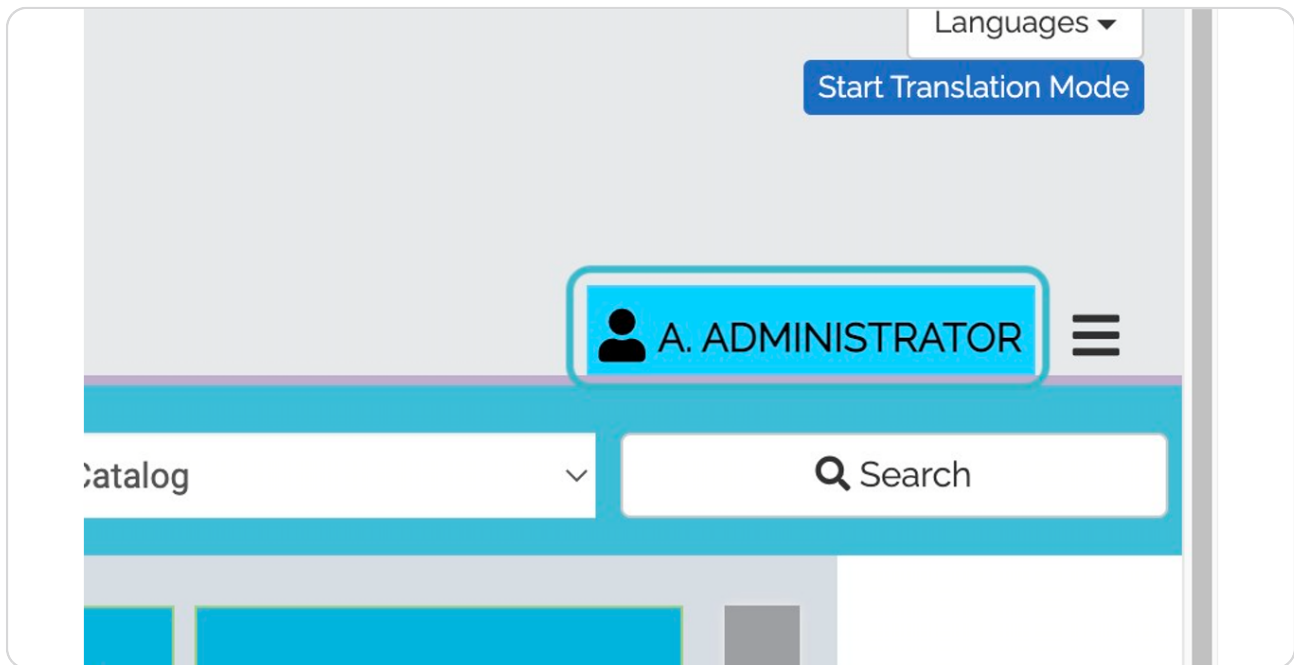 Languages
Start Translation Mode
A. ADMINISTRATOR
Catalog
Search